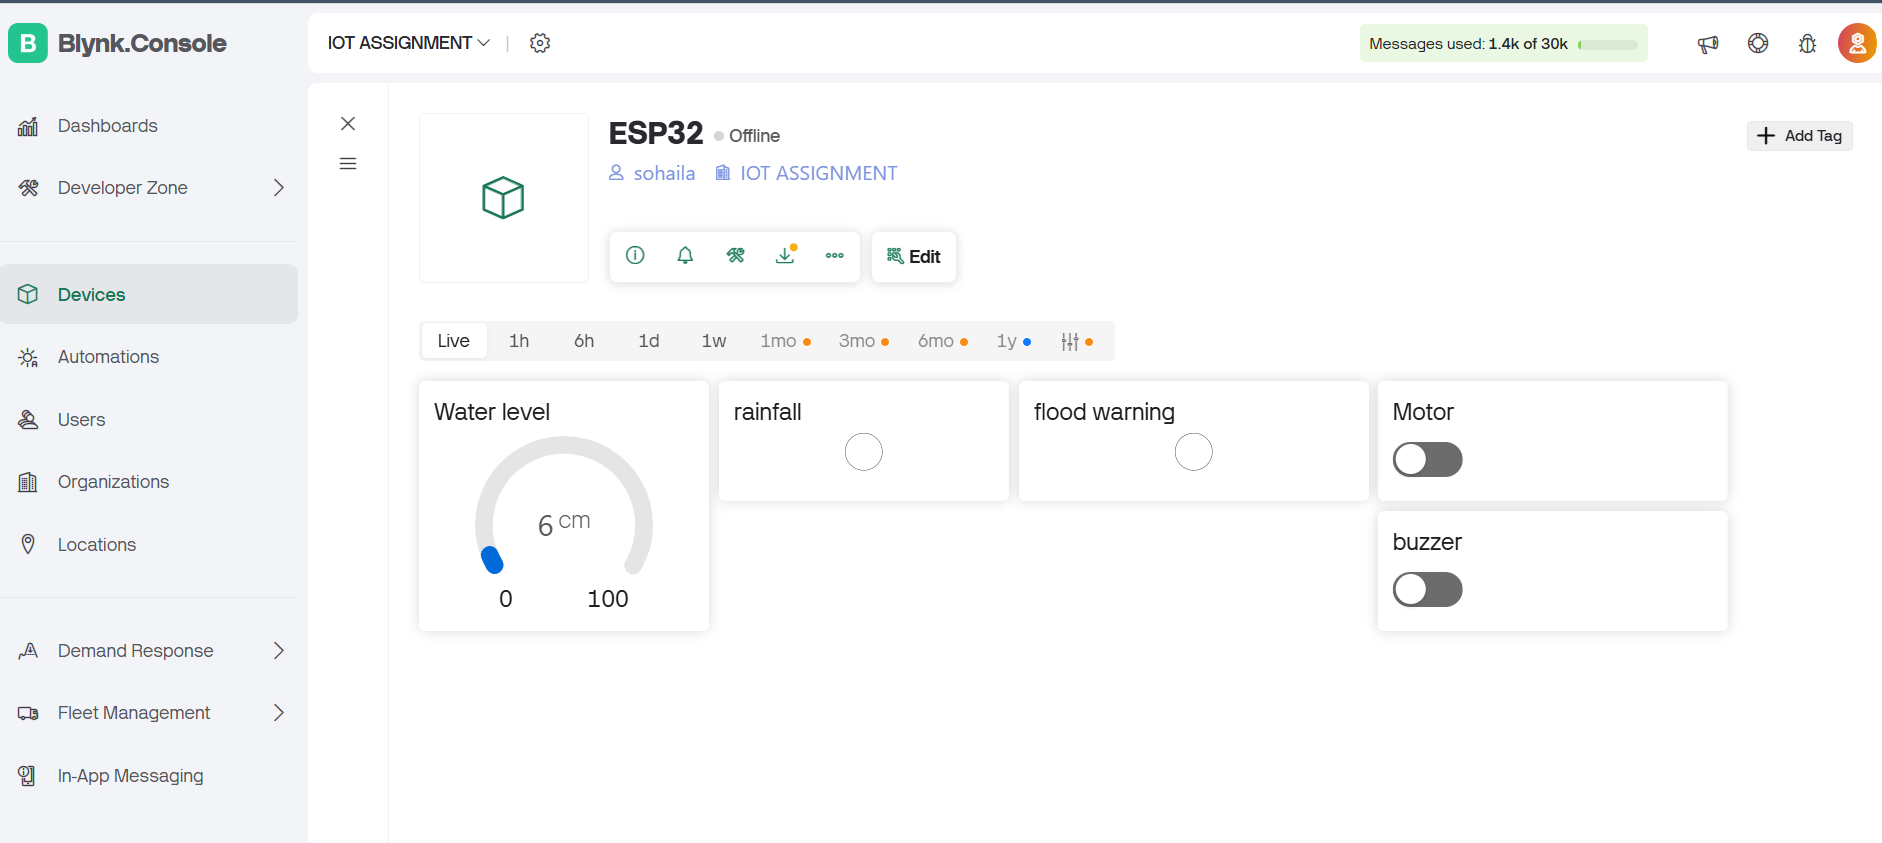 B Blynk.Console
IOT ASSIGNMENT
Messages used: 1.4k of 30k
Dashboards
Developer Zone
Devices
Automations
Users
Organizations
Locations
Demand Response
Fleet Management
In-App Messaging
ESP32 Offline
sohaila IOT ASSIGNMENT
Add Tag
Edit
Live 1h 6h 1d 1w 1mo 3mo 6mo 1y
Water level
6 cm
0 100
rainfall
flood warning
Motor
buzzer